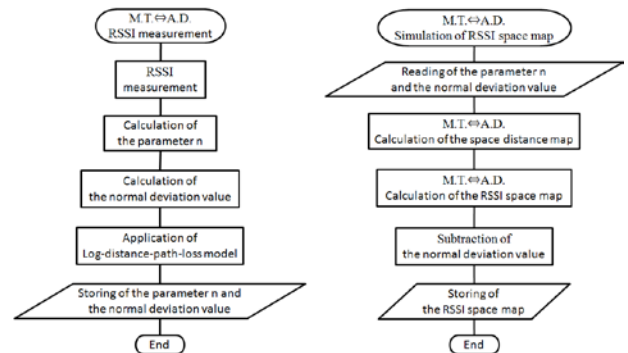 M.T.⇔A.D.
RSSI measurement
RSSI
measurement
Calculation of
the parameter n
Calculation of
the normal deviation value
Application of
Log-distance-path-loss model
Storing of the parameter n and
the normal deviation value
End
M.T.⇔A.D.
Simulation of RSSI space map
Reading of the parameter n
and the normal deviation value
M.T.⇔A.D.
Calculation of the space distance map
M.T.⇔A.D.
Calculation of the RSSI space map
Subtraction of
the normal deviation value
Storing of
the RSSI space map
End